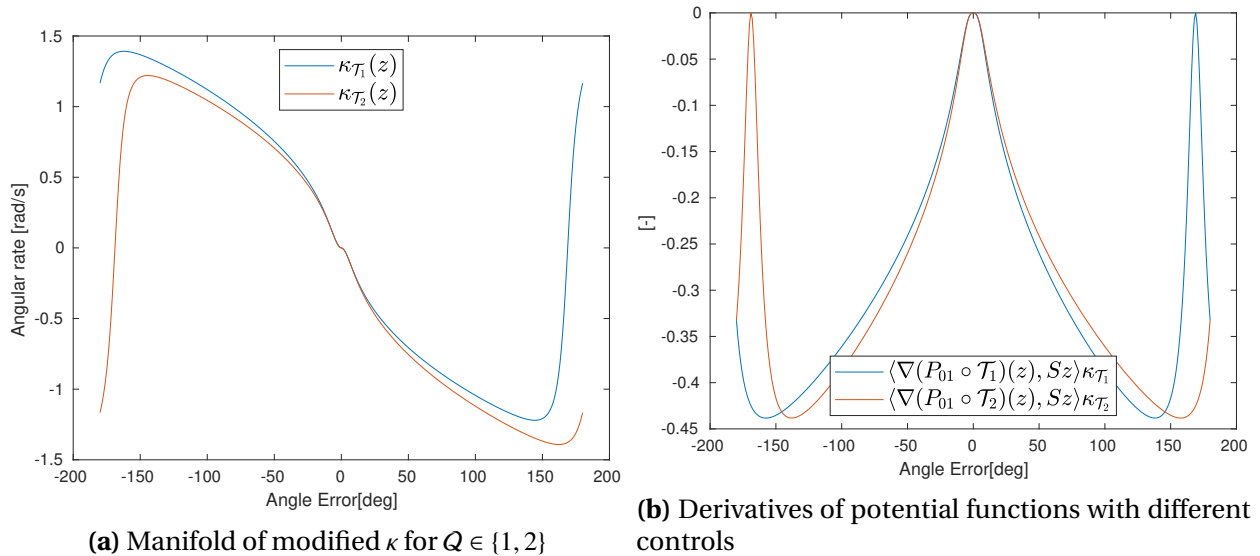 1.5
1
0.5
0
-0.5
-1
-1.5
Angular rate [rad/s]
κ𝒯₁(z)
κ𝒯₂(z)
-200 -150 -100 -50 0 50 100 150 200
Angle Error[deg]
(a) Manifold of modified κ for Q ∈ {1, 2}
0
-0.05
-0.1
-0.15
-0.2
-0.25
-0.3
-0.35
-0.4
-0.45
[-]
⟨∇(P₀₁ ∘ 𝒯₁)(z), Sz⟩κ𝒯₁
⟨∇(P₀₁ ∘ 𝒯₂)(z), Sz⟩κ𝒯₂
-200 -150 -100 -50 0 50 100 150 200
Angle Error[deg]
(b) Derivatives of potential functions with different
controls